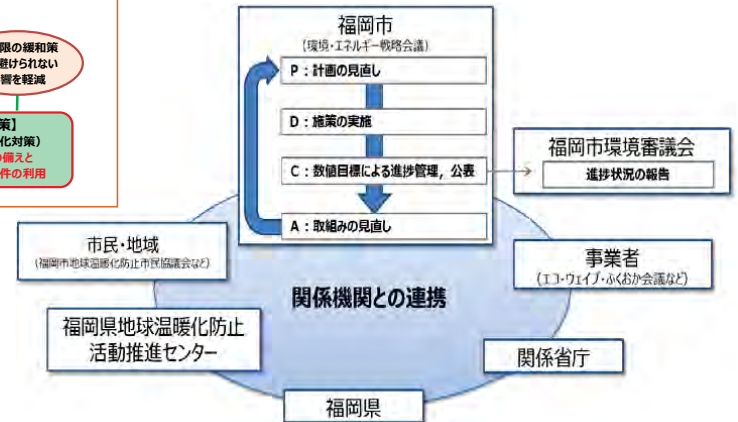 限の緩和策
避けられない
響を軽減
策】
化対策）
の備えと
件の利用
福岡市
(環境・エネルギー戦略会議)
P：計画の見直し
D：施策の実施
C：数値目標による進捗管理，公表
A：取組みの見直し
福岡市環境審議会
進捗状況の報告
市民・地域
(福岡市地球温暖化防止市民協議会など)
事業者
(エコ・ウェイブ・ふくおか会議など)
関係機関との連携
福岡県地球温暖化防止
活動推進センター
関係省庁
福岡県